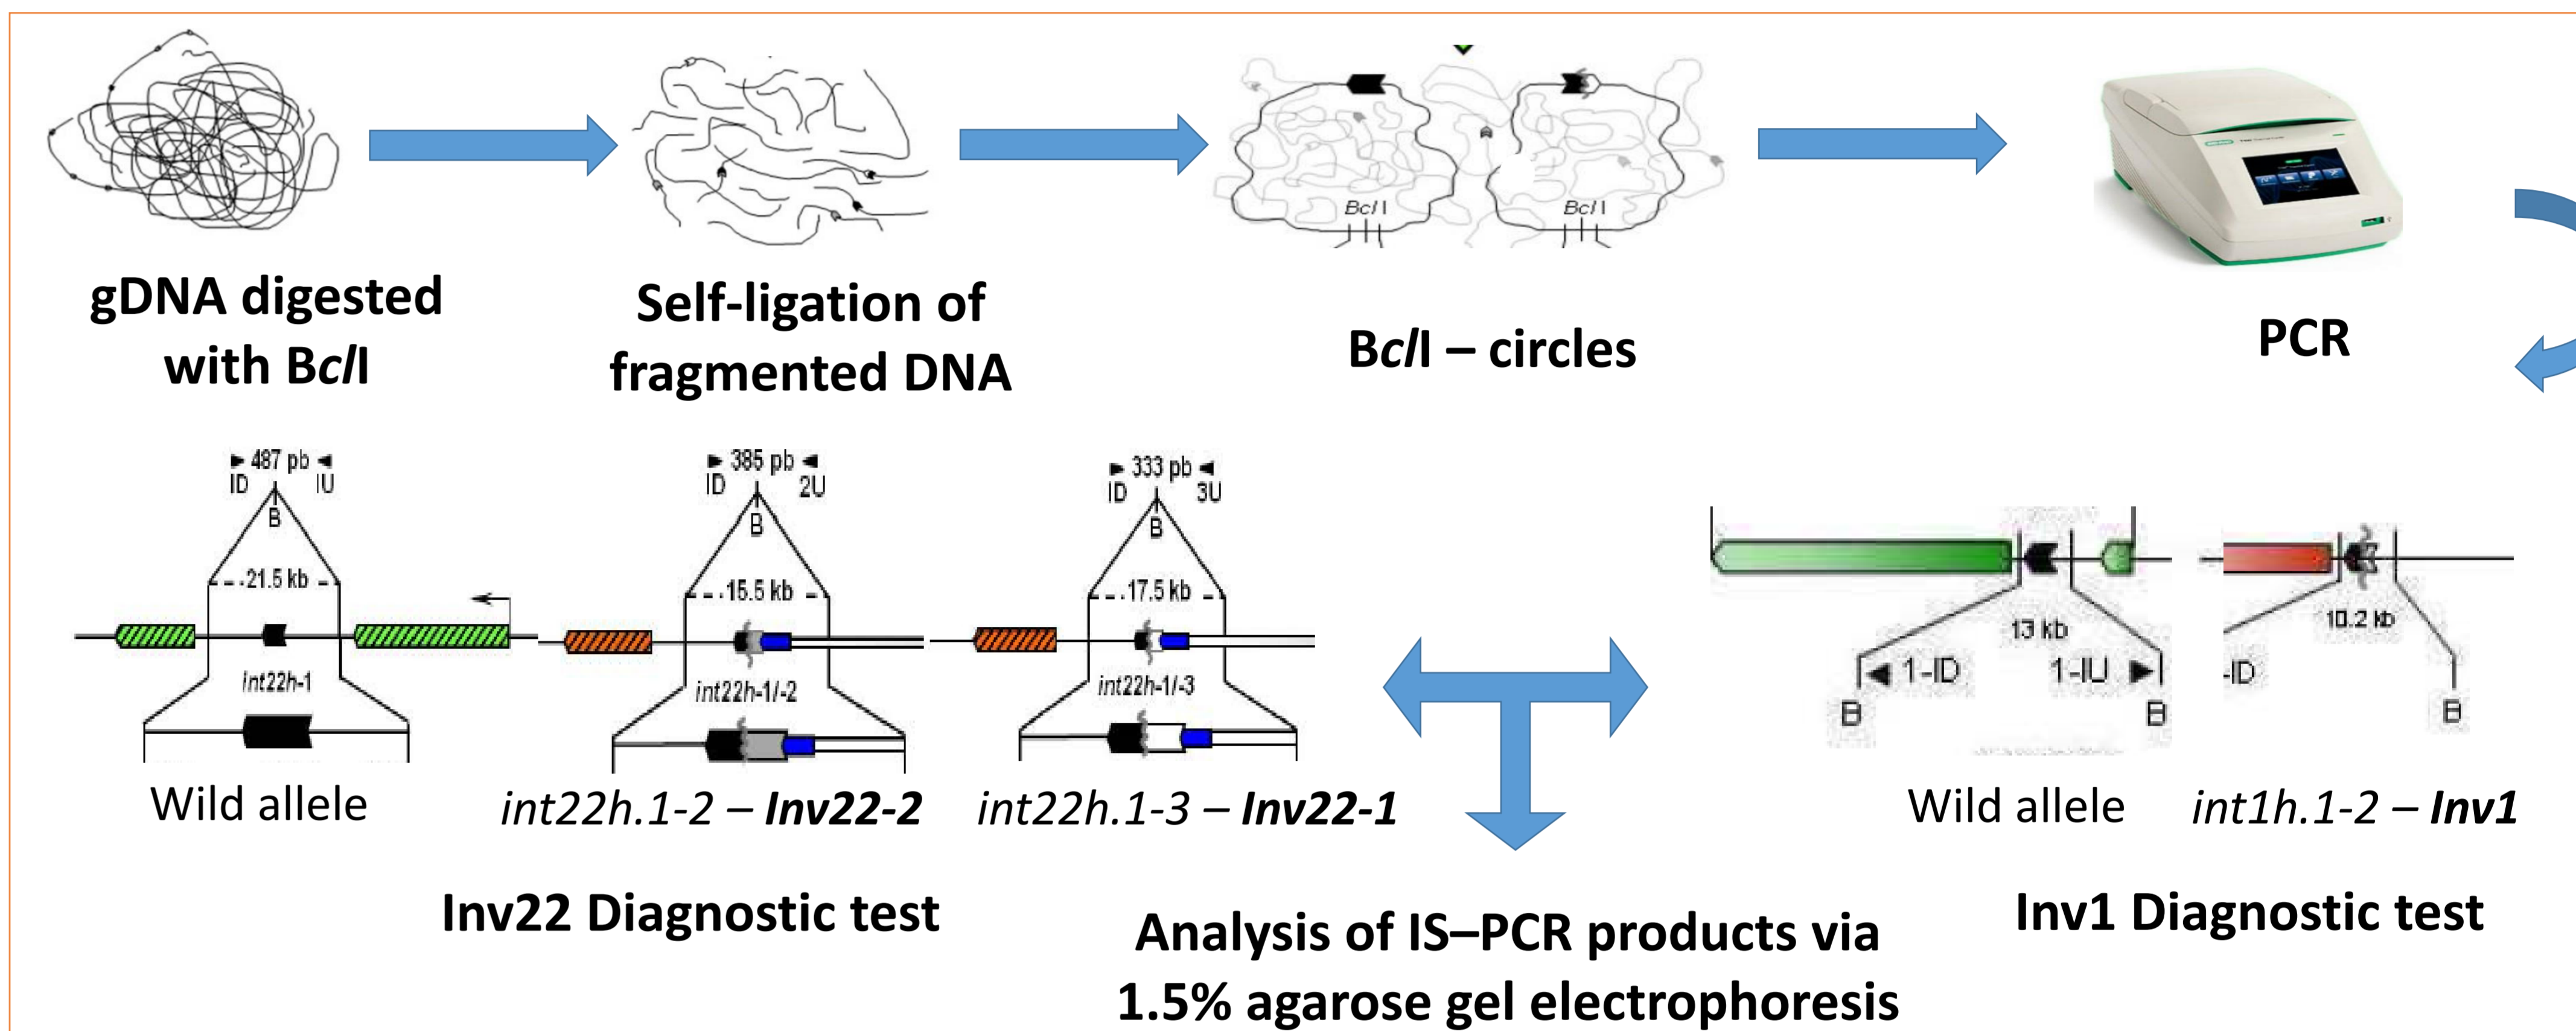 BclI
BclI
gDNA digested
with BclI
Self-ligation of
fragmented DNA
BclI – circles
PCR
487 pb
ID IU
B
21.5 kb
int22h-1
Wild allele
385 pb
ID 2U
B
15.5 kb
int22h-1/-2
int22h.1-2 – Inv22-2
333 pb
ID 3U
B
17.5 kb
int22h-1/-3
int22h.1-3 – Inv22-1
13 kb
1-ID 1-IU
B B
Wild allele
10.2 kb
-ID
B
int1h.1-2 – Inv1
Inv22 Diagnostic test
Analysis of IS–PCR products via
1.5% agarose gel electrophoresis
Inv1 Diagnostic test